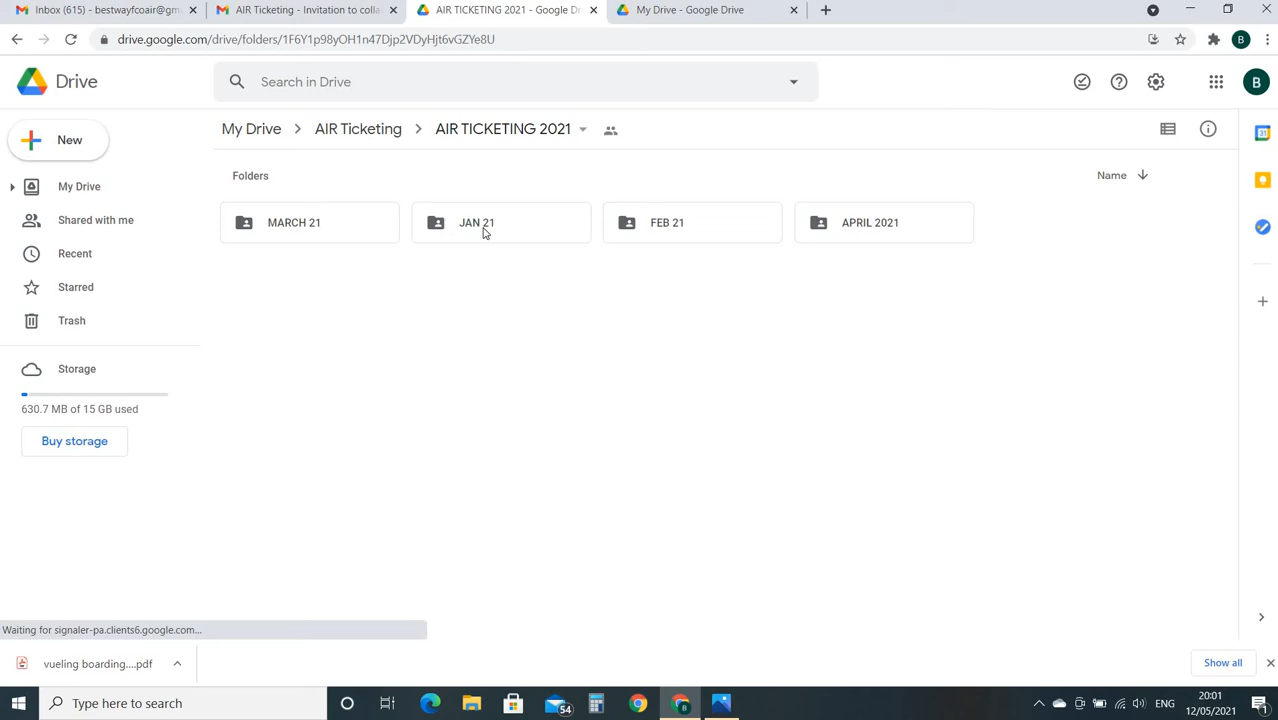 Inbox (615) - bestwayfcoair@gm
AIR Ticketing - Invitation to colla
AIR TICKETING 2021 - Google Dr
My Drive - Google Drive
drive.google.com/drive/folders/1F6Y1p98yOH1n47Djp2VDyHjt6vGZYe8U
B
Drive
Search in Drive
B
New
My Drive
AIR Ticketing
AIR TICKETING 2021
31
Folders
Name
My Drive
Shared with me
MARCH 21
JAN 21
FEB 21
APRIL 2021
Recent
Starred
Trash
Storage
630.7 MB of 15 GB used
Buy storage
Waiting for signaler-pa.clients6.google.com...
vueling boarding....pdf
Show all
Type here to search
54
B
ENG
20:01
12/05/2021
1